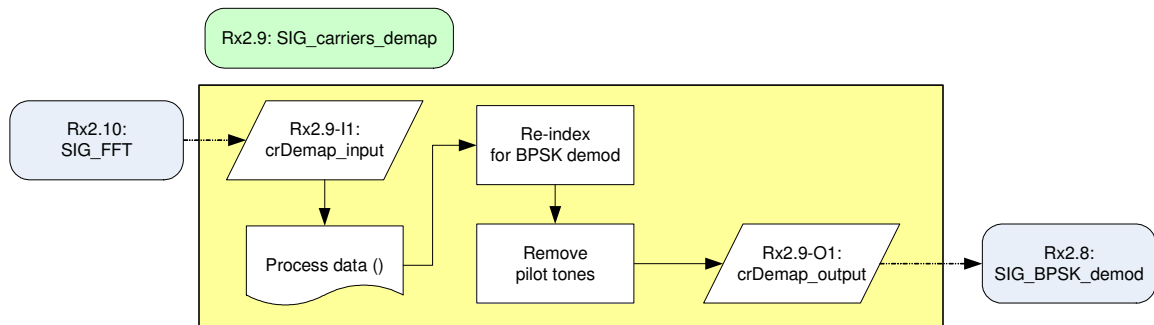 Rx2.9: SIG_carriers_demap
Rx2.10:
SIG_FFT
Rx2.9-I1:
crDemap_input
Process data ()
Re-index
for BPSK demod
Remove
pilot tones
Rx2.9-O1:
crDemap_output
Rx2.8:
SIG_BPSK_demod